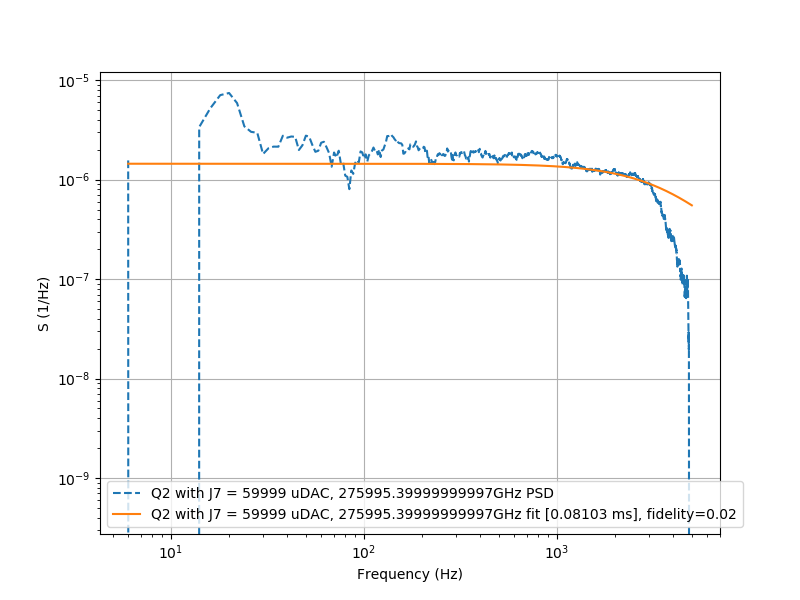 10⁻⁵
10⁻⁶
10⁻⁷
10⁻⁸
10⁻⁹
S (1/Hz)
Q2 with J7 = 59999 uDAC, 275995.39999999997GHz PSD
Q2 with J7 = 59999 uDAC, 275995.39999999997GHz fit [0.08103 ms], fidelity=0.02
10¹ 10² 10³
Frequency (Hz)